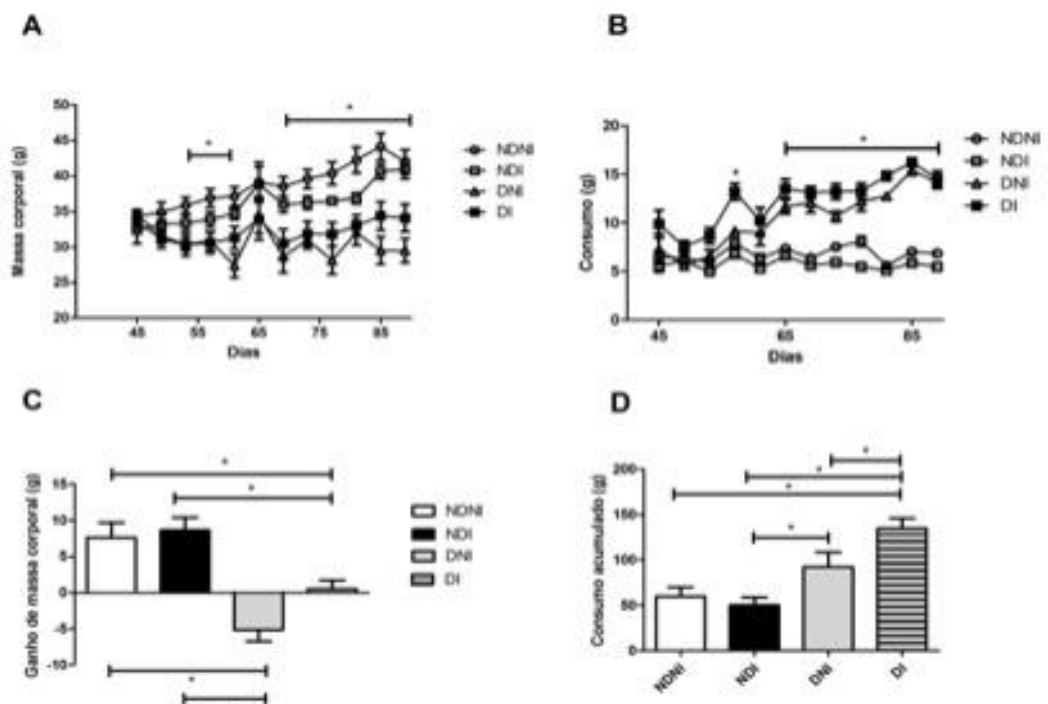 A
Massa corporal (g)
50
45
40
35
30
25
20
45
55
65
75
85
Dias
*
*
NDNI
NDI
DNI
DI
B
Consumo (g)
20
15
10
5
0
45
65
85
Dias
*
*
NDNI
NDI
DNI
DI
C
Ganho de massa corporal (g)
15
10
5
0
-5
-10
*
*
*
NDNI
NDI
DNI
DI
D
Consumo acumulado (g)
200
150
100
50
0
*
*
*
*
NDNI
NDI
DNI
DI